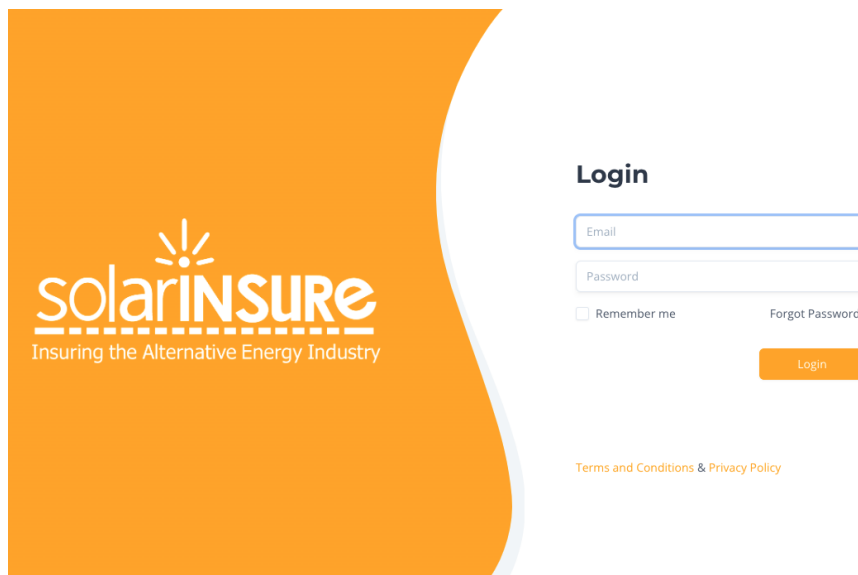 solarinsure
Insuring the Alternative Energy Industry
Login
Email
Password
Remember me
Forgot Password
Login
Terms and Conditions & Privacy Policy